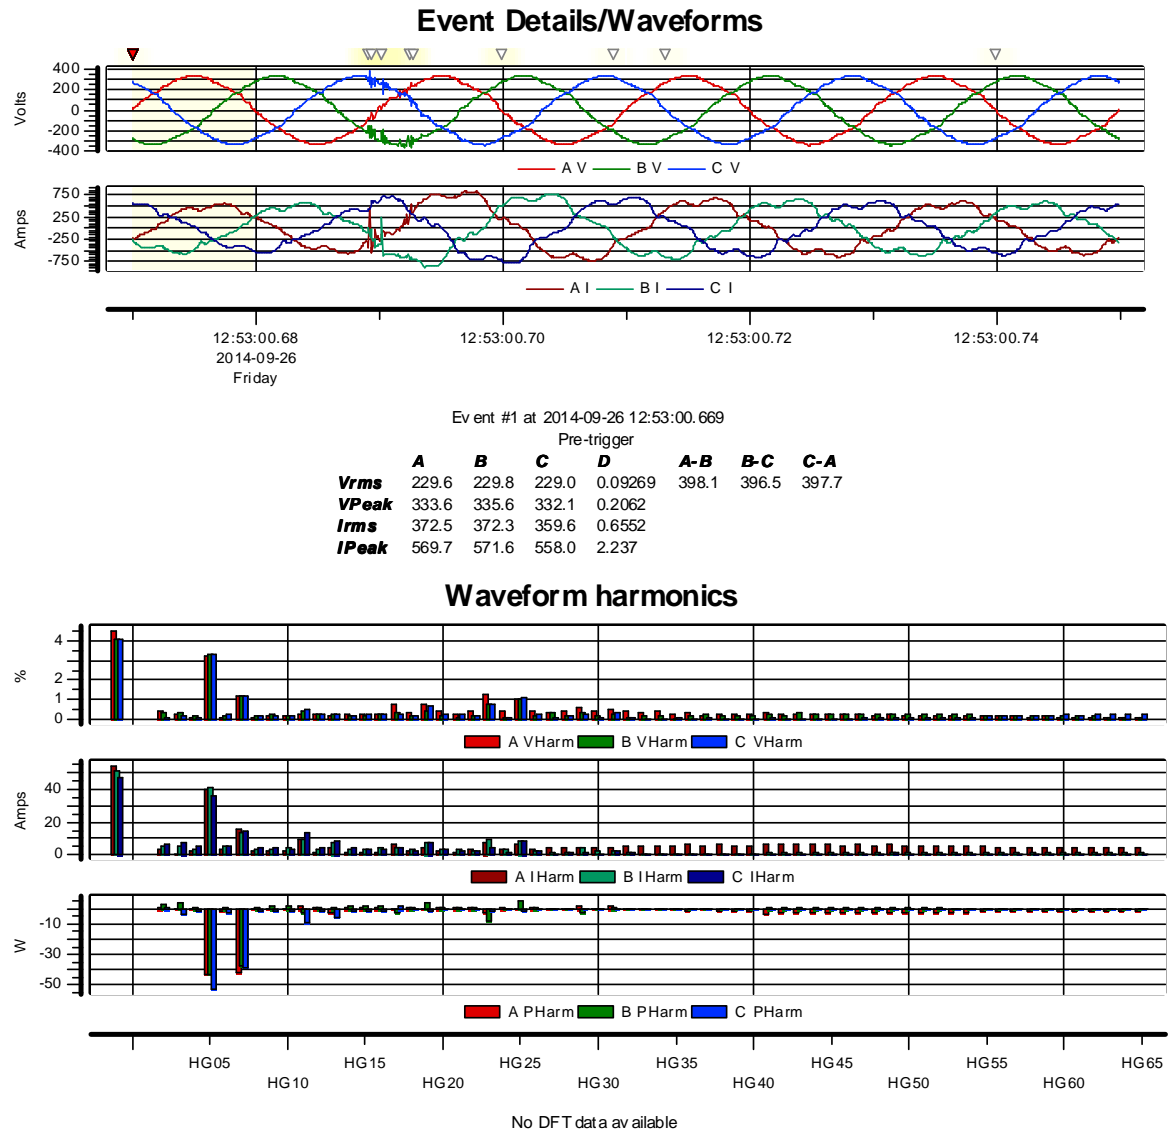 Event Details/Waveforms
400
200
0
-200
-400
Volts
A V B V C V
750
250
-250
-750
Amps
A I B I C I
12:53:00.68 12:53:00.70 12:53:00.72 12:53:00.74
2014-09-26
Friday
Event #1 at 2014-09-26 12:53:00.669
Pre-trigger
A B C D A-B B-C C-A
Vrms 229.6 229.8 229.0 0.09269 398.1 396.5 397.7
VPeak 333.6 335.6 332.1 0.2062
Irms 372.5 372.3 359.6 0.6552
IPeak 569.7 571.6 558.0 2.237
Waveform harmonics
4
2
1
0
%
A VHarm B VHarm C VHarm
40
20
0
Amps
A IHarm B IHarm C IHarm
-10
-30
-50
W
A PHarm B PHarm C PHarm
HG05 HG15 HG25 HG35 HG45 HG55 HG65
HG10 HG20 HG30 HG40 HG50 HG60
No DFT data available